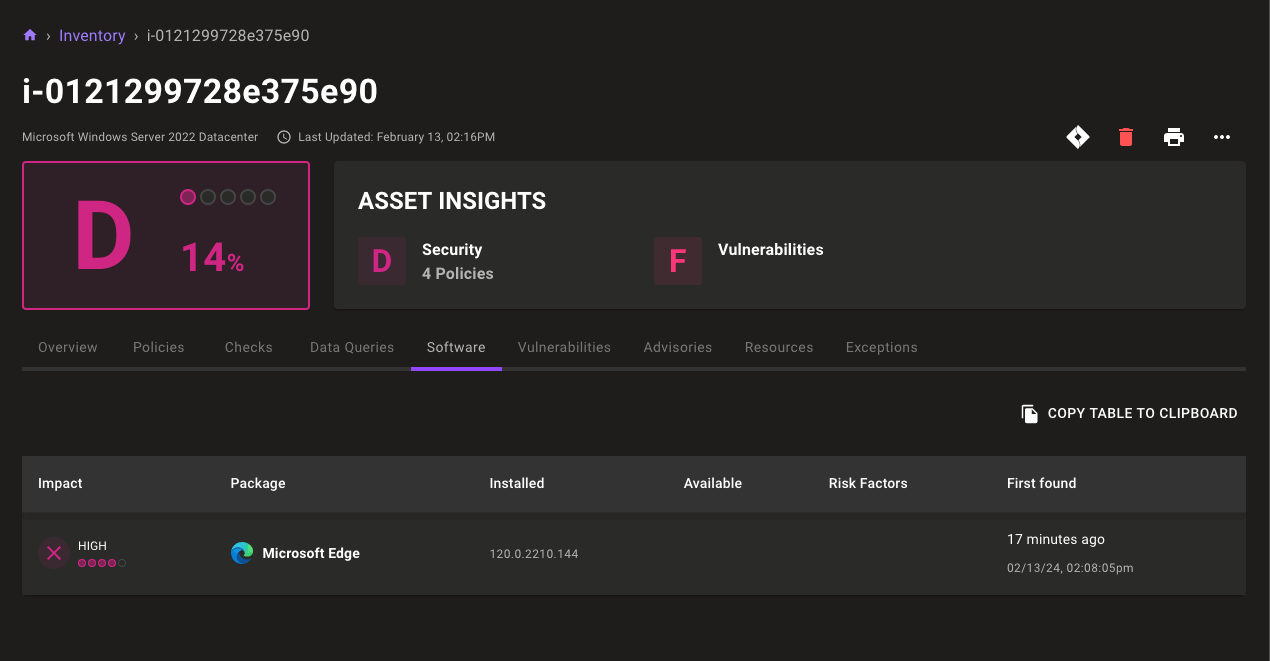 › Inventory › i-0121299728e375e90
i-0121299728e375e90
Microsoft Windows Server 2022 Datacenter Last Updated: February 13, 02:16PM
D
14%
ASSET INSIGHTS
D Security
4 Policies
F Vulnerabilities
Overview Policies Checks Data Queries Software Vulnerabilities Advisories Resources Exceptions
COPY TABLE TO CLIPBOARD
Impact Package Installed Available Risk Factors First found
HIGH Microsoft Edge 120.0.2210.144 17 minutes ago
02/13/24, 02:08:05pm